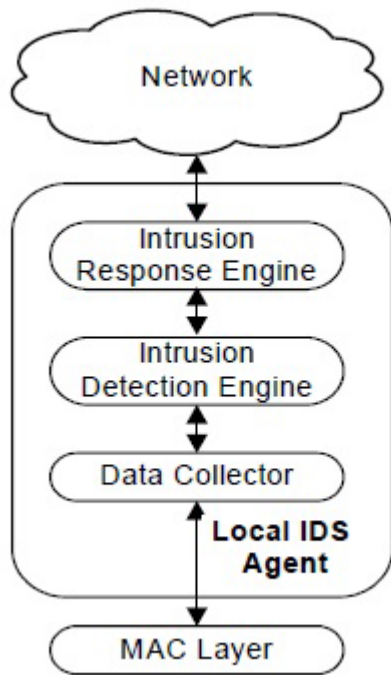 Network
Intrusion
Response Engine
Intrusion
Detection Engine
Data Collector
Local IDS
Agent
MAC Layer